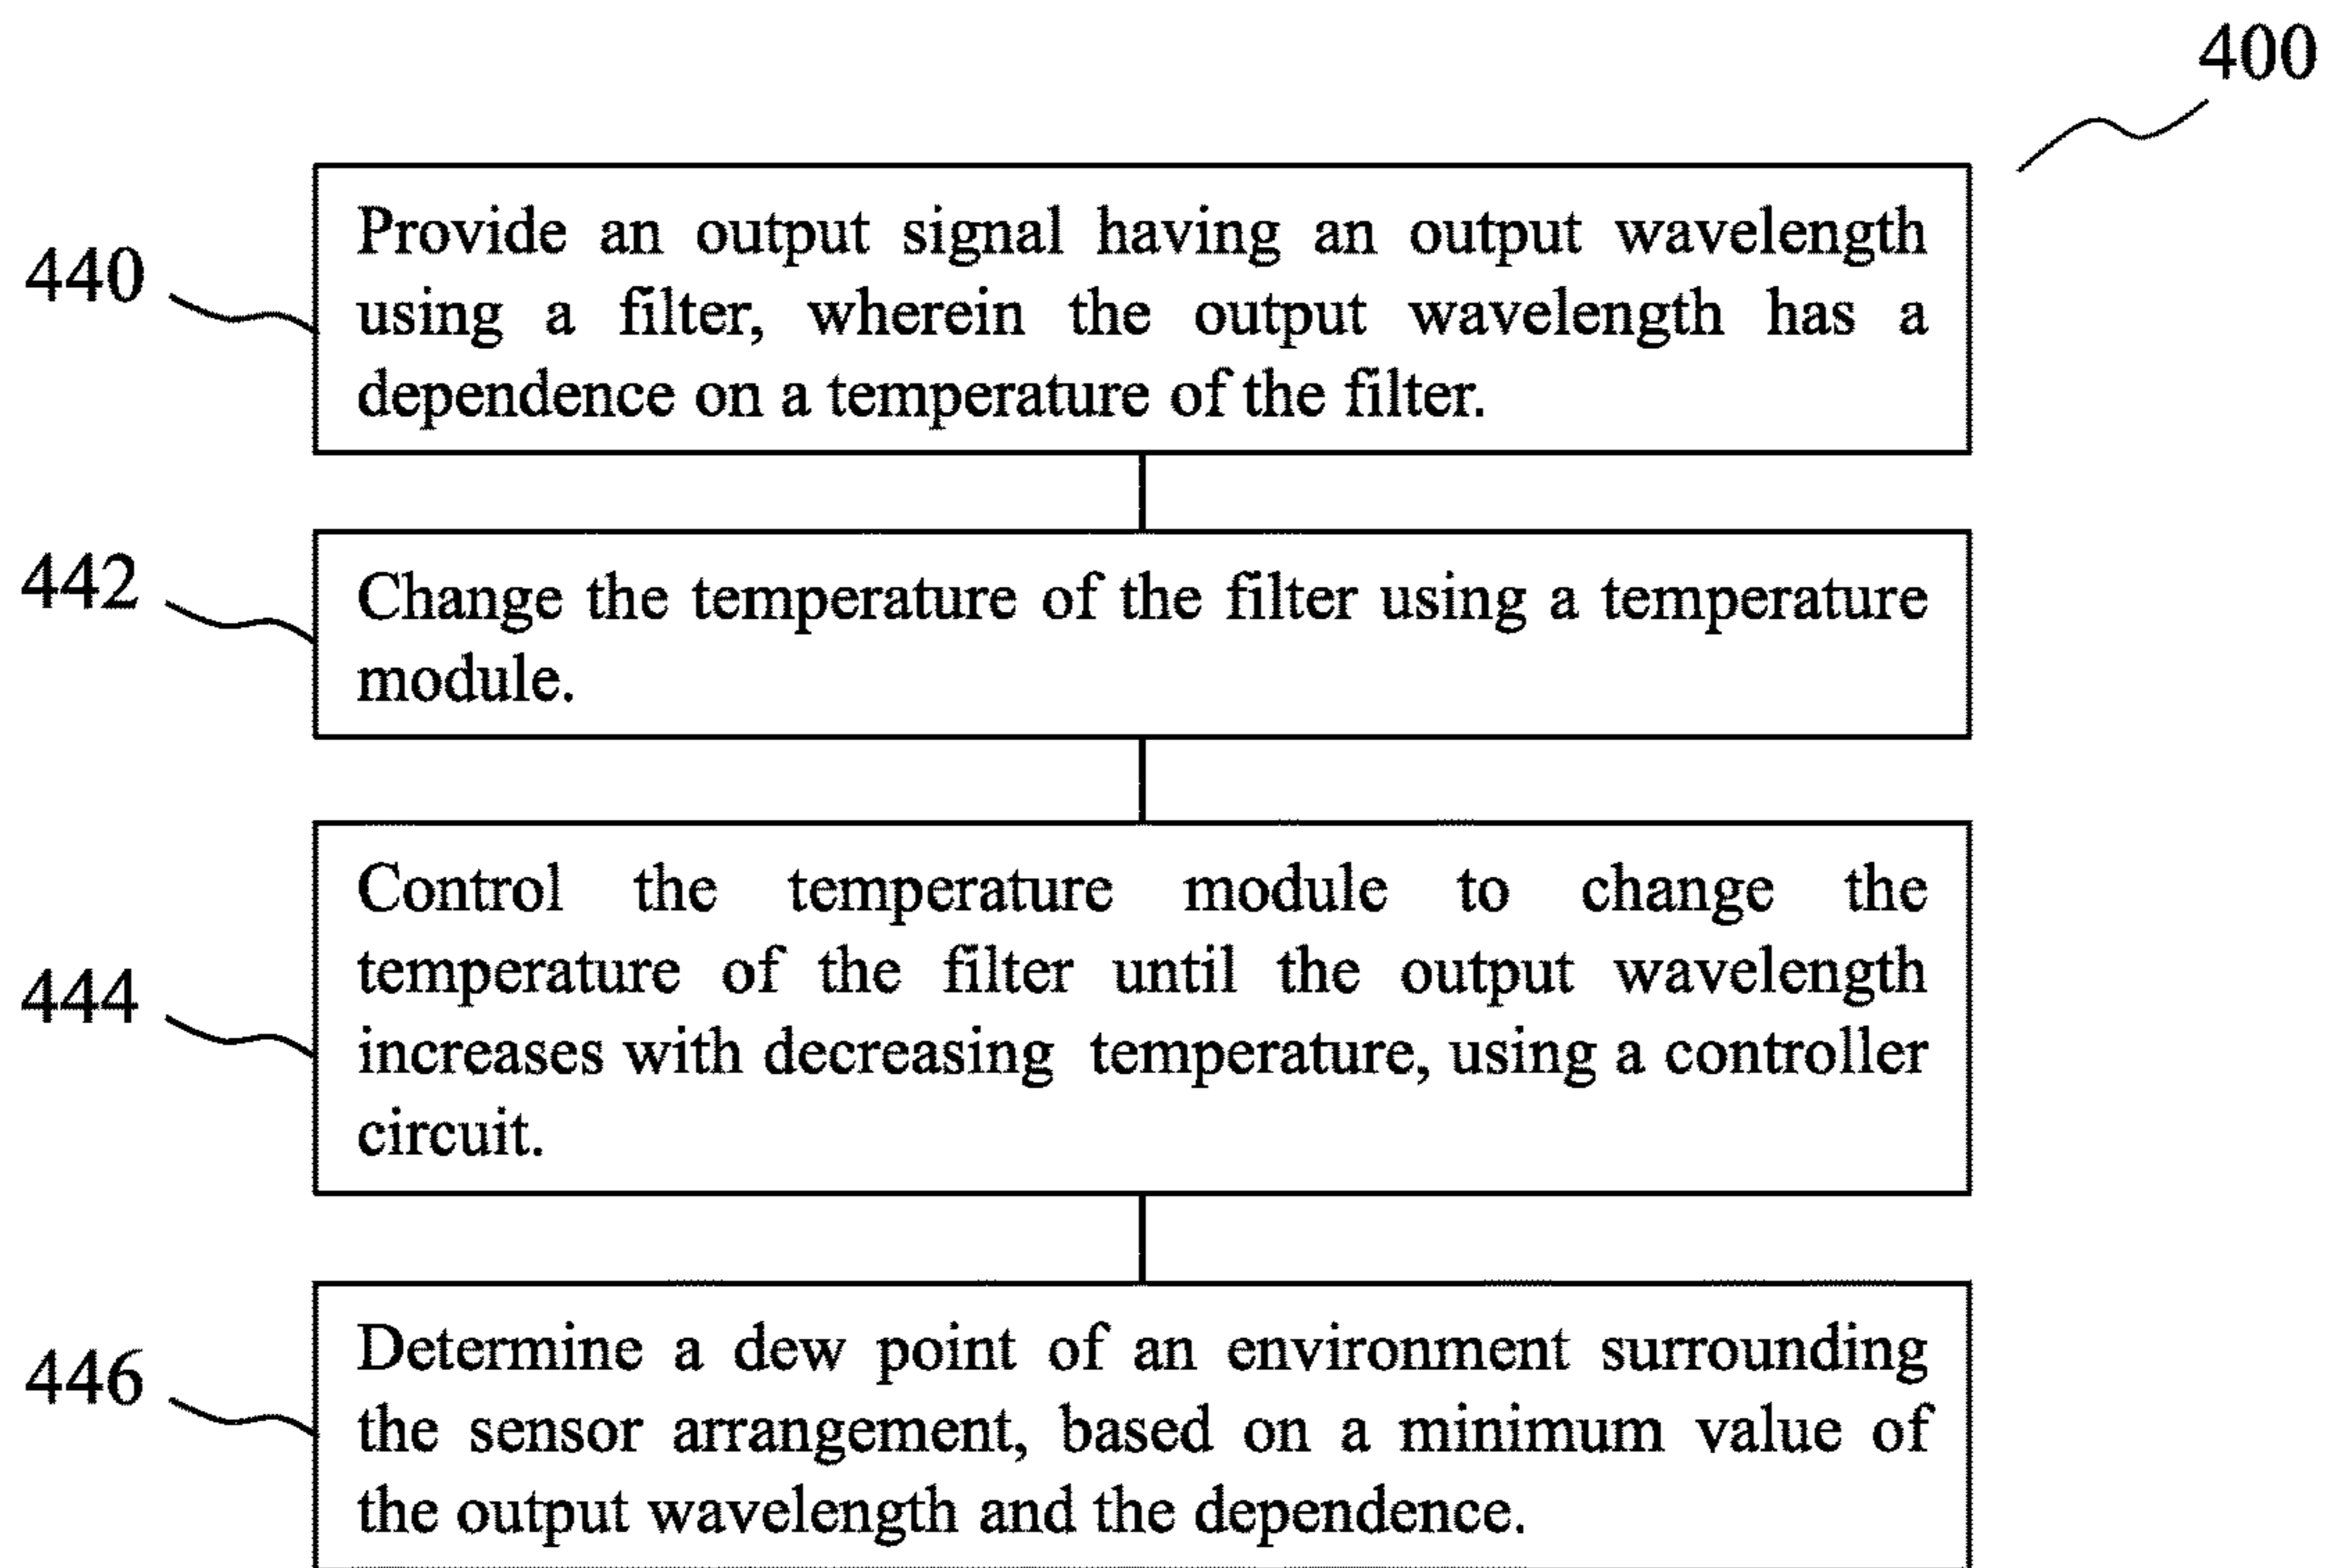 400
440
Provide an output signal having an output wavelength
using a filter, wherein the output wavelength has a
dependence on a temperature of the filter.
442
Change the temperature of the filter using a temperature
module.
444
Control the temperature module to change the
temperature of the filter until the output wavelength
increases with decreasing temperature, using a controller
circuit.
446
Determine a dew point of an environment surrounding
the sensor arrangement, based on a minimum value of
the output wavelength and the dependence.